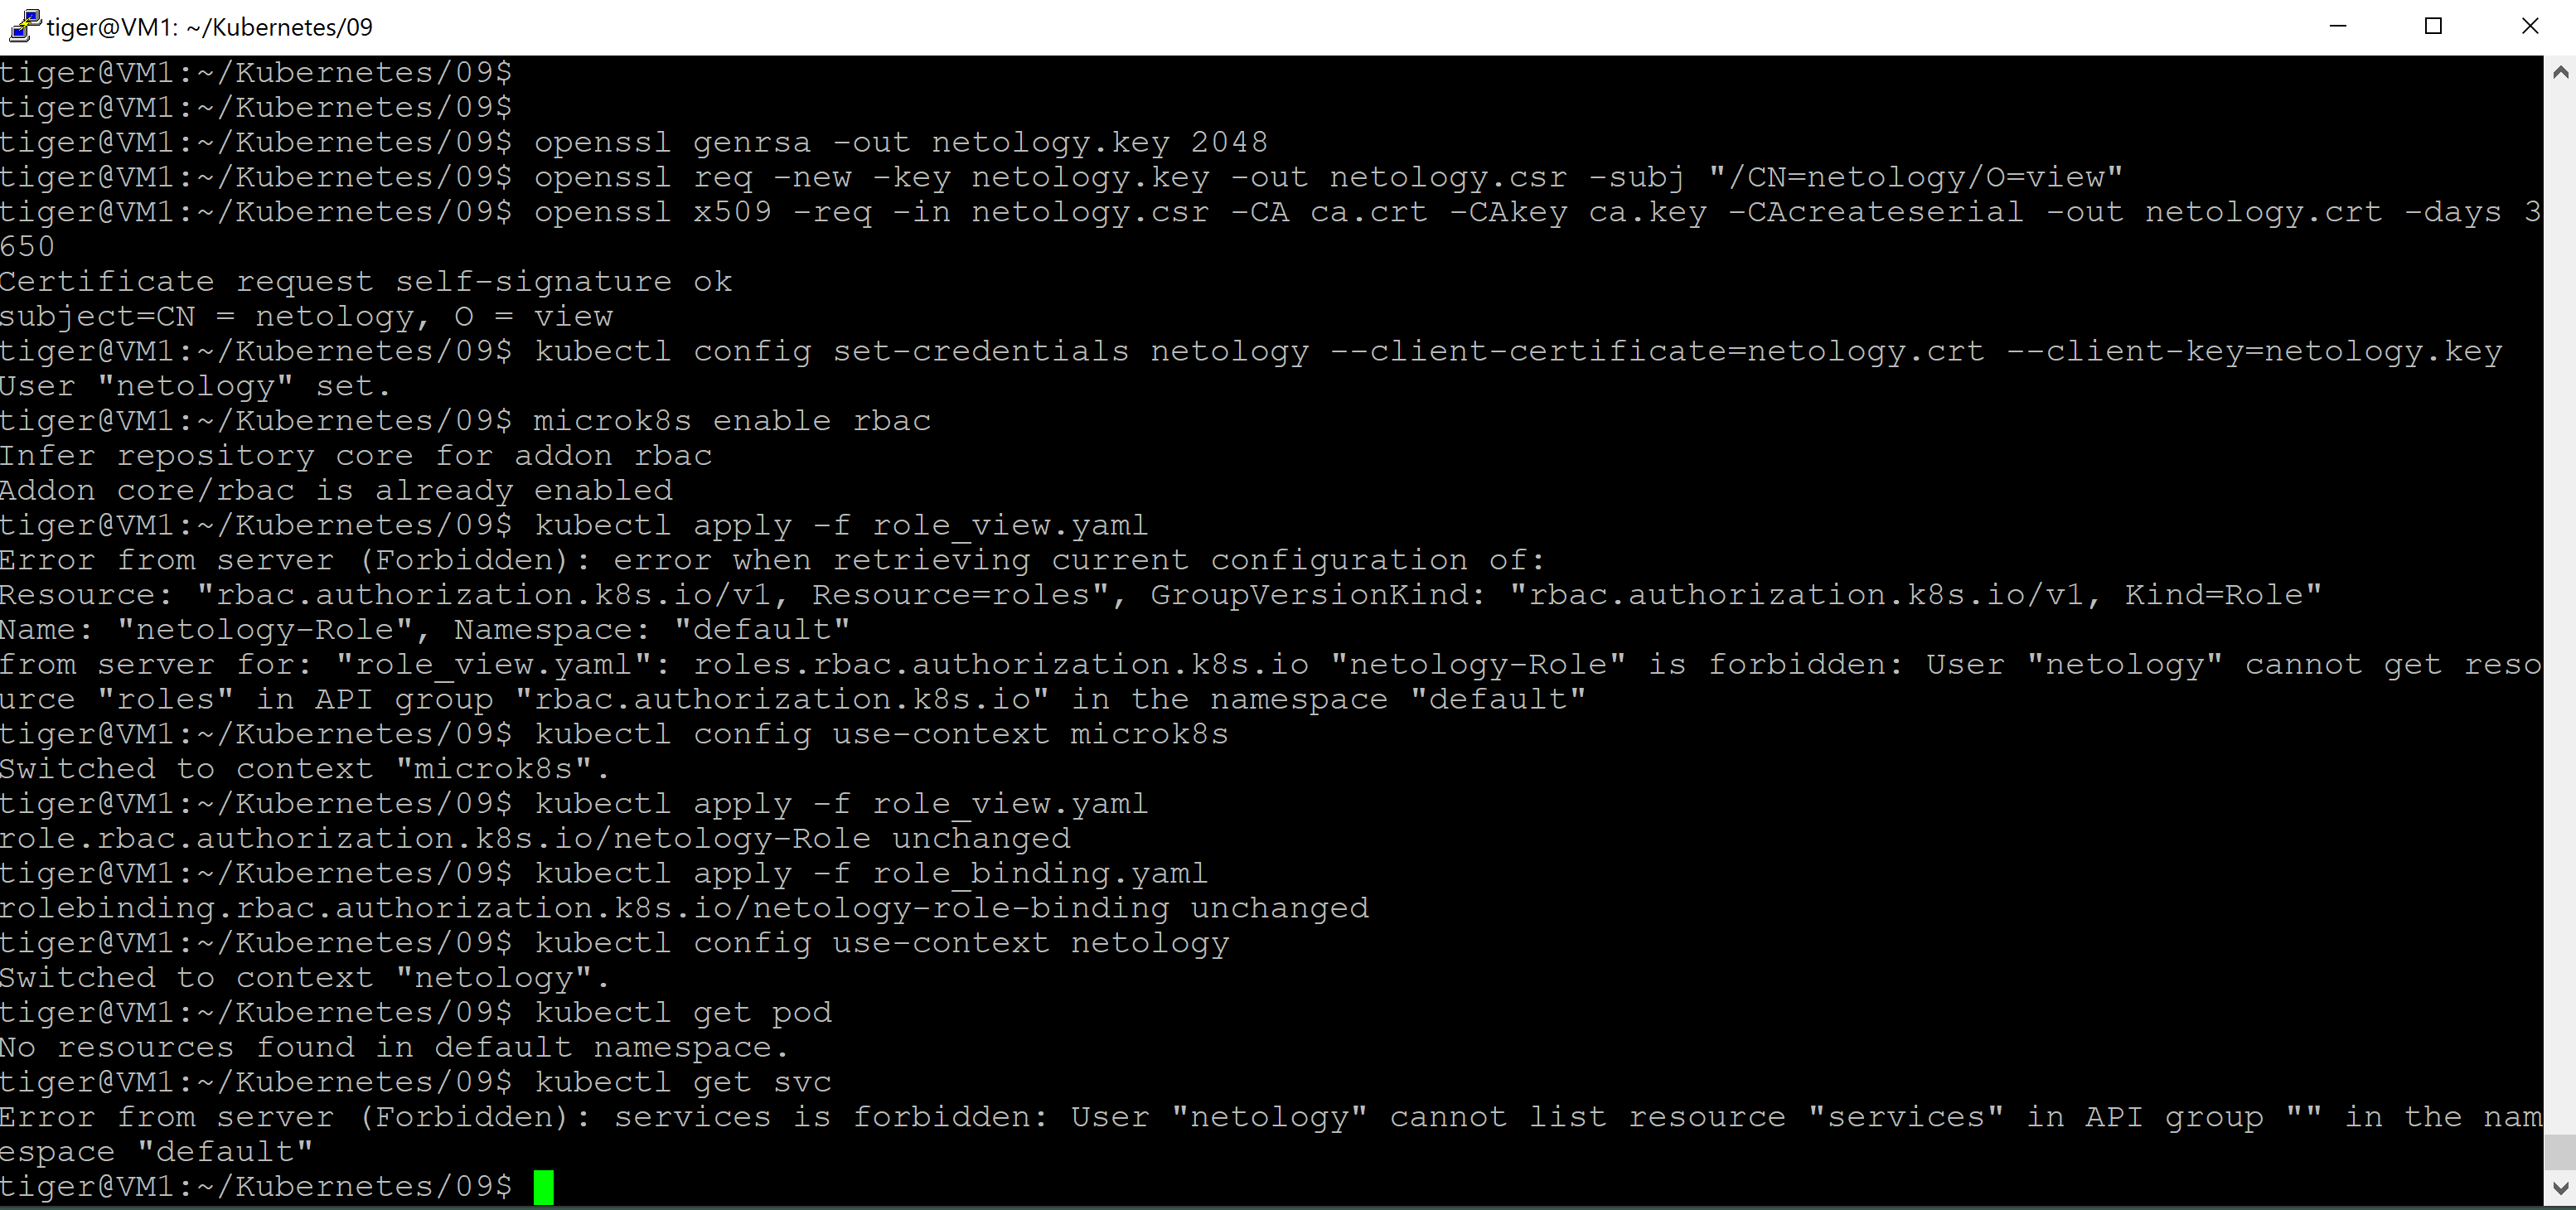 tiger@VM1: ~/Kubernetes/09
tiger@VM1:~/Kubernetes/09$
tiger@VM1:~/Kubernetes/09$
tiger@VM1:~/Kubernetes/09$ openssl genrsa -out netology.key 2048
tiger@VM1:~/Kubernetes/09$ openssl req -new -key netology.key -out netology.csr -subj "/CN=netology/O=view"
tiger@VM1:~/Kubernetes/09$ openssl x509 -req -in netology.csr -CA ca.crt -CAkey ca.key -CAcreateserial -out netology.crt -days 3
650
Certificate request self-signature ok
subject=CN = netology, O = view
tiger@VM1:~/Kubernetes/09$ kubectl config set-credentials netology --client-certificate=netology.crt --client-key=netology.key
User "netology" set.
tiger@VM1:~/Kubernetes/09$ microk8s enable rbac
Infer repository core for addon rbac
Addon core/rbac is already enabled
tiger@VM1:~/Kubernetes/09$ kubectl apply -f role_view.yaml
Error from server (Forbidden): error when retrieving current configuration of:
Resource: "rbac.authorization.k8s.io/v1, Resource=roles", GroupVersionKind: "rbac.authorization.k8s.io/v1, Kind=Role"
Name: "netology-Role", Namespace: "default"
from server for: "role_view.yaml": roles.rbac.authorization.k8s.io "netology-Role" is forbidden: User "netology" cannot get reso
urce "roles" in API group "rbac.authorization.k8s.io" in the namespace "default"
tiger@VM1:~/Kubernetes/09$ kubectl config use-context microk8s
Switched to context "microk8s".
tiger@VM1:~/Kubernetes/09$ kubectl apply -f role_view.yaml
role.rbac.authorization.k8s.io/netology-Role unchanged
tiger@VM1:~/Kubernetes/09$ kubectl apply -f role_binding.yaml
rolebinding.rbac.authorization.k8s.io/netology-role-binding unchanged
tiger@VM1:~/Kubernetes/09$ kubectl config use-context netology
Switched to context "netology".
tiger@VM1:~/Kubernetes/09$ kubectl get pod
No resources found in default namespace.
tiger@VM1:~/Kubernetes/09$ kubectl get svc
Error from server (Forbidden): services is forbidden: User "netology" cannot list resource "services" in API group "" in the nam
espace "default"
tiger@VM1:~/Kubernetes/09$